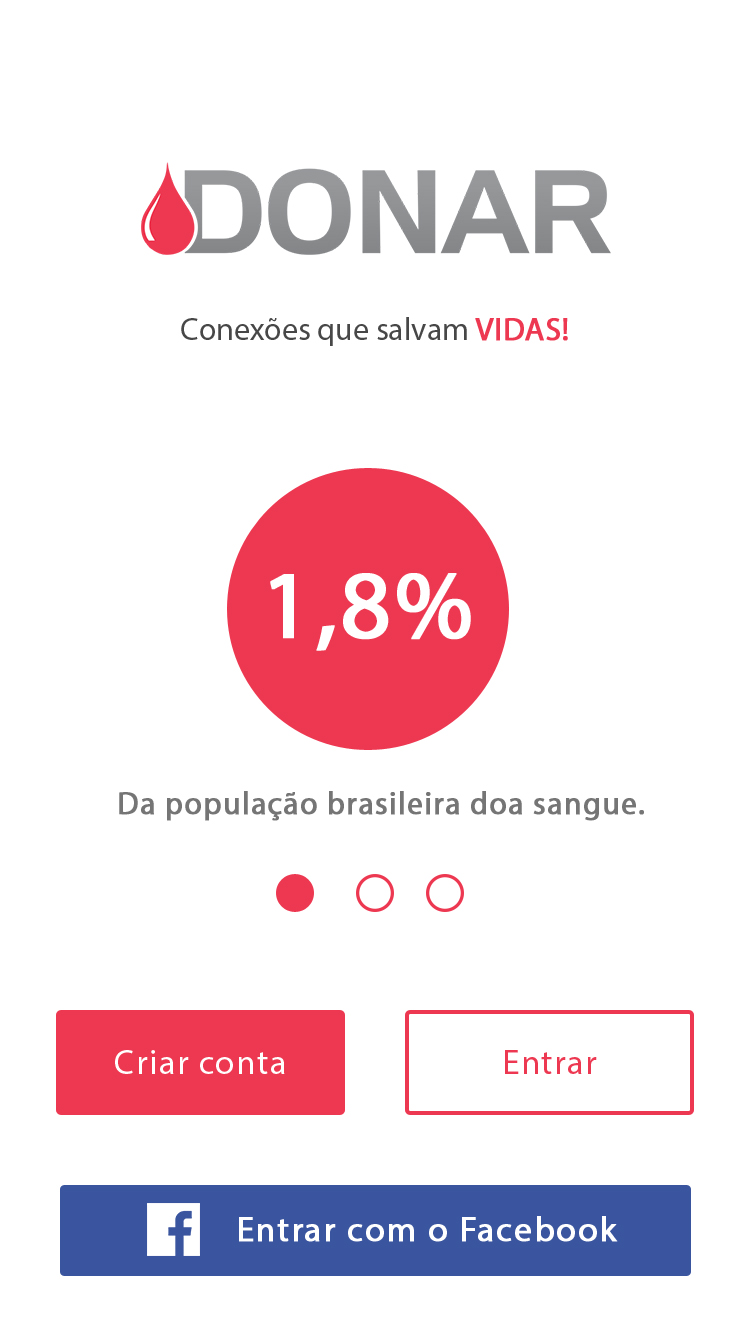 DONAR
Conexões que salvam VIDAS!
1,8%
Da população brasileira doa sangue.
Criar conta
Entrar
Entrar com o Facebook